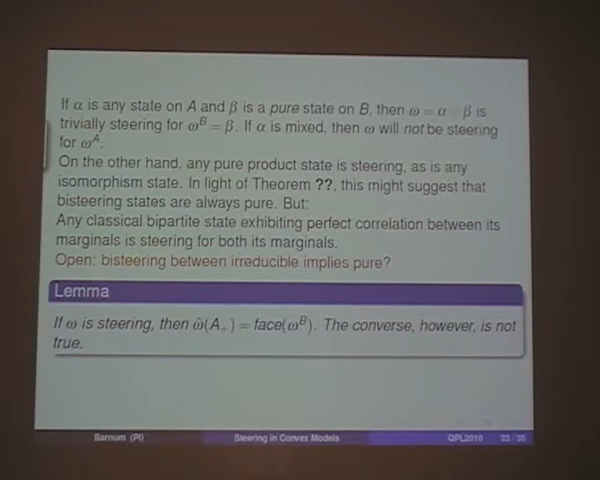 If α is any state on A and β is a pure state on B, then ω = α ⊗ β is
trivially steering for ω^B = β. If α is mixed, then ω will not be steering
for ω^A.
On the other hand, any pure product state is steering, as is any
isomorphism state. In light of Theorem ??, this might suggest that
bisteering states are always pure. But:
Any classical bipartite state exhibiting perfect correlation between its
marginals is steering for both its marginals.
Open: bisteering between irreducible implies pure?
Lemma
If ω is steering, then ω̂(A₊) = face(ω^B). The converse, however, is not
true.
Barnum (PI) Steering in Convex Models QPL2010 23 / 35